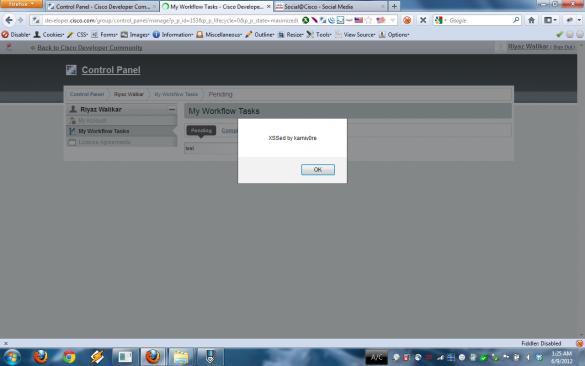 Firefox
Control Panel - Cisco Developer Com...
My Workflow Tasks - Cisco Develope...
Social@Cisco - Social Media
developer.cisco.com/group/control_panel/manage?p_p_id=153&p_p_lifecycle=0&p_p_state=maximized
Google
Disable Cookies CSS Forms Images Information Miscellaneous Outline Resize Tools View Source Options
Back to Cisco Developer Community
Riyaz Walikar (Sign Out)
Control Panel
Control Panel Riyaz Walikar My Workflow Tasks Pending
Riyaz Walikar
My Workflow Tasks
My Account
My Workflow Tasks
License Agreements
Pending
test
XSSed by karniv0re
OK
Fiddler: Disabled
A/C
1:25 AM
6/9/2012